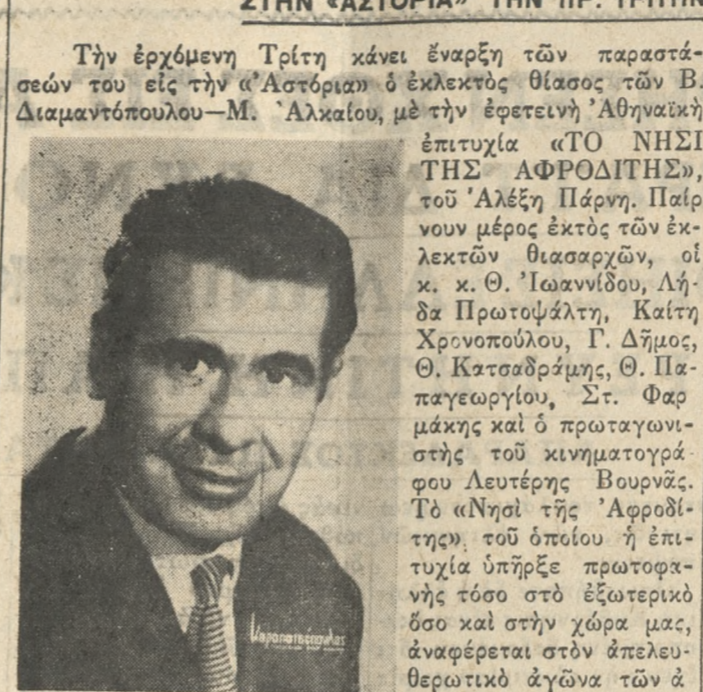 ΣΤΗΝ «ΑΣΤΟΡΙΑ» ΤΗΝ ΠΡ. ΤΡΙΤΗ
Τὴν ἐρχόμενη Τρίτη κάνει ἔναρξη τῶν παραστά-
σεών του εἰς τὴν «Ἀστόρια» ὁ ἐκλεκτὸς θίασος τῶν Β.
Διαμαντόπουλου—Μ. Ἀλκαίου, μὲ τὴν ἐφετεινὴ Ἀθηναϊκὴ
ἐπιτυχία «ΤΟ ΝΗΣΙ
ΤΗΣ ΑΦΡΟΔΙΤΗΣ»,
τοῦ Ἀλέξη Πάρνη. Παίρ
νουν μέρος ἐκτὸς τῶν ἐκ-
λεκτῶν θιασαρχῶν, οἱ
κ. κ. Θ. Ἰωαννίδου, Λή-
δα Πρωτοψάλτη, Καίτη
Χρονοπούλου, Γ. Δῆμος,
Θ. Κατσαδράμης, Θ. Πα-
παγεωργίου, Στ. Φαρ
μάκης καὶ ὁ πρωταγωνι-
στὴς τοῦ κινηματογρά-
φου Λευτέρης Βουρνᾶς.
Τὸ «Νησὶ τῆς Ἀφροδί-
της», τοῦ ὁποίου ἡ ἐπι-
τυχία ὑπῆρξε πρωτοφα-
νὴς τόσο στὸ ἐξωτερικὸ
ὅσο καὶ στὴν χώρα μας,
ἀναφέρεται στὸν ἀπελευ-
θερωτικὸ ἀγῶνα τῶν ἀ